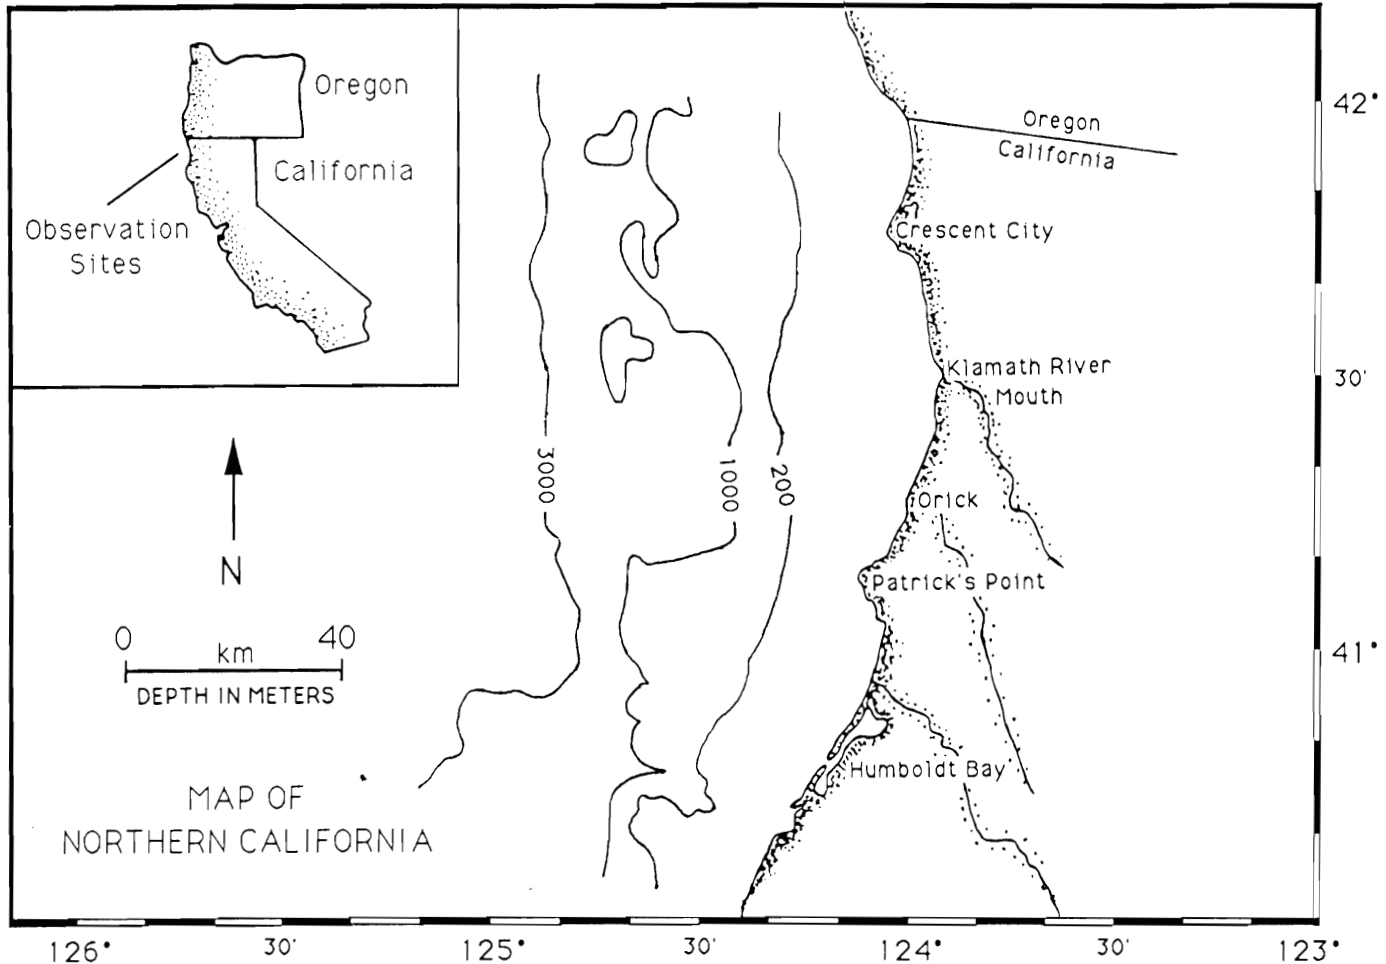 Oregon
California
Observation
Sites
N
0 40
km
DEPTH IN METERS
MAP OF
NORTHERN CALIFORNIA
3000
1000
200
Oregon
California
Crescent City
Klamath River
Mouth
Orick
Patrick's Point
Humboldt Bay
42°
30'
41°
126° 30' 125° 30' 124° 30' 123°